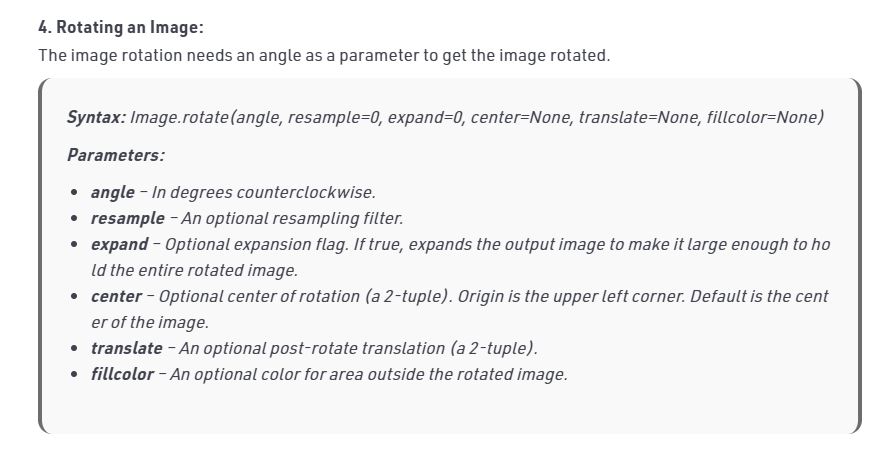 4. Rotating an Image:
The image rotation needs an angle as a parameter to get the image rotated.
Syntax: Image.rotate(angle, resample=0, expand=0, center=None, translate=None, fillcolor=None)
Parameters:
• angle – In degrees counterclockwise.
• resample – An optional resampling filter.
• expand – Optional expansion flag. If true, expands the output image to make it large enough to ho
ld the entire rotated image.
• center – Optional center of rotation (a 2-tuple). Origin is the upper left corner. Default is the cent
er of the image.
• translate – An optional post-rotate translation (a 2-tuple).
• fillcolor – An optional color for area outside the rotated image.